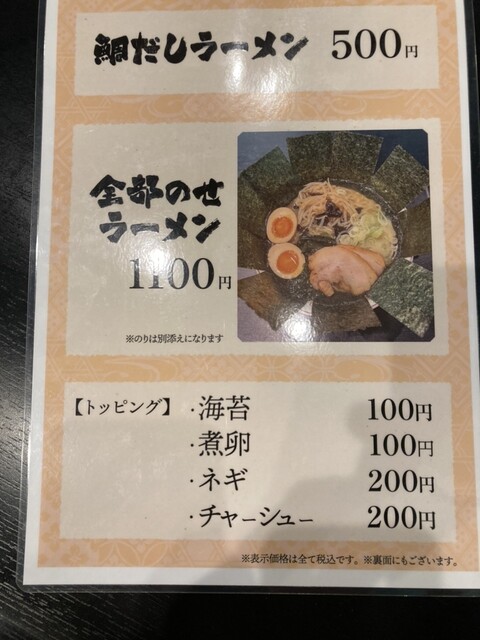 鯛だしラーメン 500円
全部のせ
ラーメン
1100円
※のりは別添えになります
【トッピング】 ・海苔 100円
・煮卵 100円
・ネギ 200円
・チャーシュー 200円
※表示価格は全て税込です。※裏面にもございます。